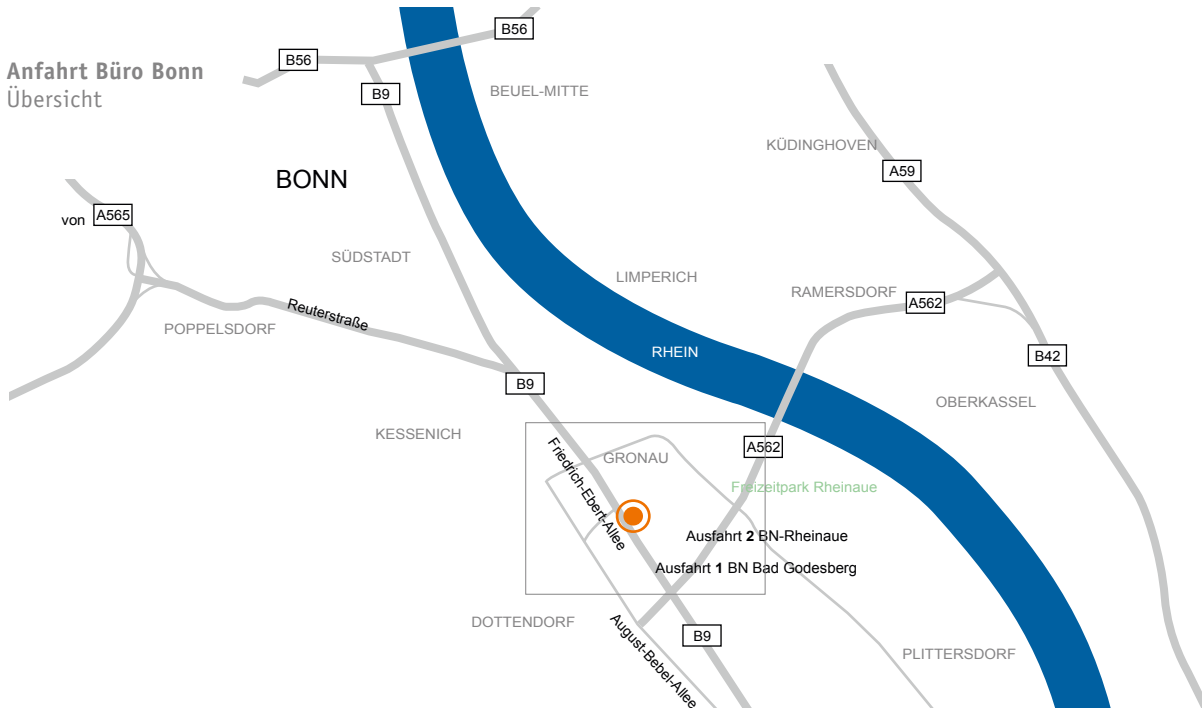 Anfahrt Büro Bonn
Übersicht
B56
B56
B9
BEUEL-MITTE
KÜDINGHOVEN
A59
BONN
von A565
SÜDSTADT
LIMPERICH
RAMERSDORF
A562
Reuterstraße
POPPELSDORF
RHEIN
B42
B9
OBERKASSEL
KESSENICH
A562
GRONAU
Friedrich-Ebert-Allee
Freizeitpark Rheinaue
Ausfahrt 2 BN-Rheinaue
Ausfahrt 1 BN Bad Godesberg
DOTTENDORF
August-Bebel-Allee
B9
PLITTERSDORF